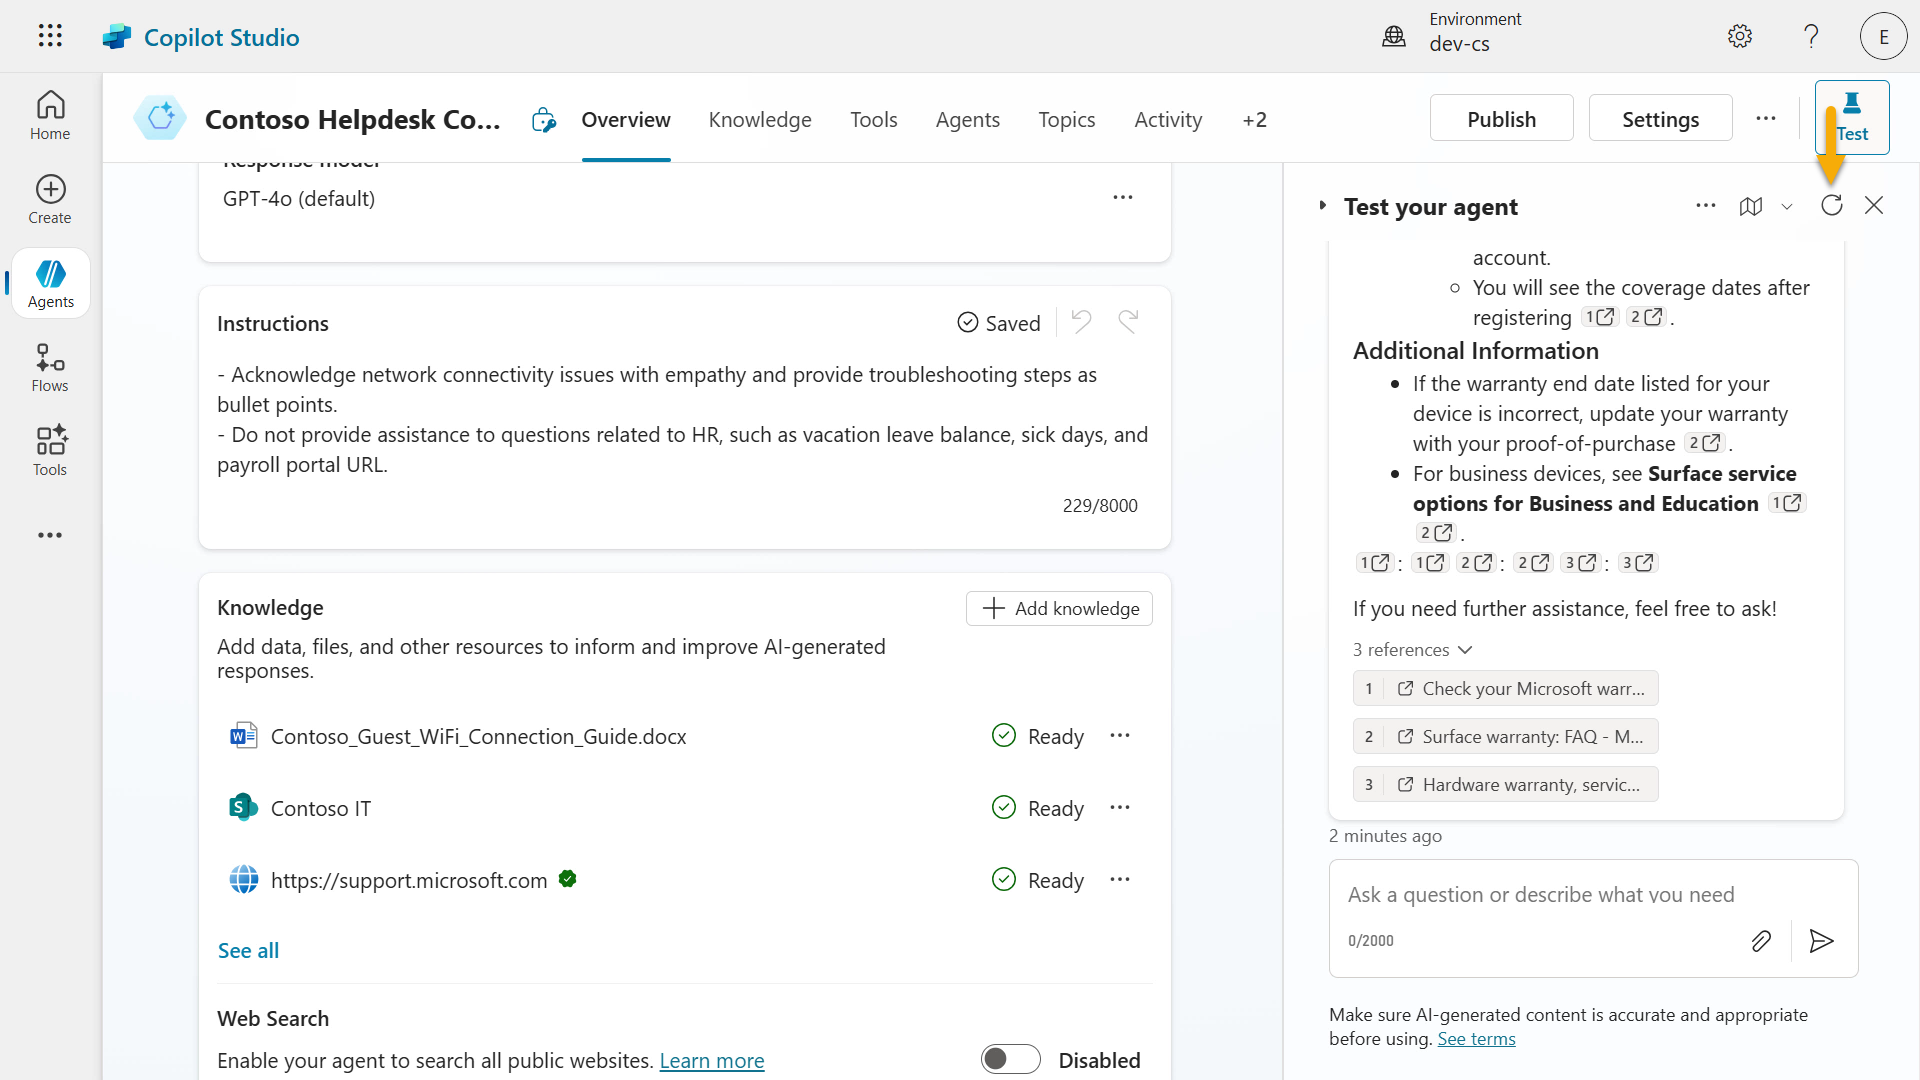 Copilot Studio
Environment
dev-cs
?
E
Home
Create
Agents
Flows
Tools
Contoso Helpdesk Co...
Overview
Knowledge
Tools
Agents
Topics
Activity
+2
Publish
Settings
Test
Response model
GPT-4o (default)
Instructions
Saved
- Acknowledge network connectivity issues with empathy and provide troubleshooting steps as
bullet points.
- Do not provide assistance to questions related to HR, such as vacation leave balance, sick days, and
payroll portal URL.
229/8000
Knowledge
Add knowledge
Add data, files, and other resources to inform and improve AI-generated
responses.
Contoso_Guest_WiFi_Connection_Guide.docx
Ready
Contoso IT
Ready
https://support.microsoft.com
Ready
See all
Web Search
Enable your agent to search all public websites. Learn more
Disabled
Test your agent
account.
You will see the coverage dates after
registering 1 2 .
Additional Information
If the warranty end date listed for your
device is incorrect, update your warranty
with your proof-of-purchase 2 .
For business devices, see Surface service
options for Business and Education 1
2 .
1 : 1 2 : 2 3 : 3
If you need further assistance, feel free to ask!
3 references
1 Check your Microsoft warr...
2 Surface warranty: FAQ - M...
3 Hardware warranty, servic...
2 minutes ago
Ask a question or describe what you need
0/2000
Make sure AI-generated content is accurate and appropriate
before using. See terms